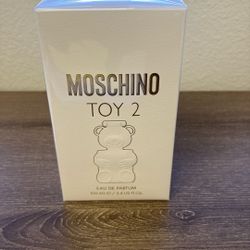 MOSCHINO
TOY 2
EAU DE PARFUM